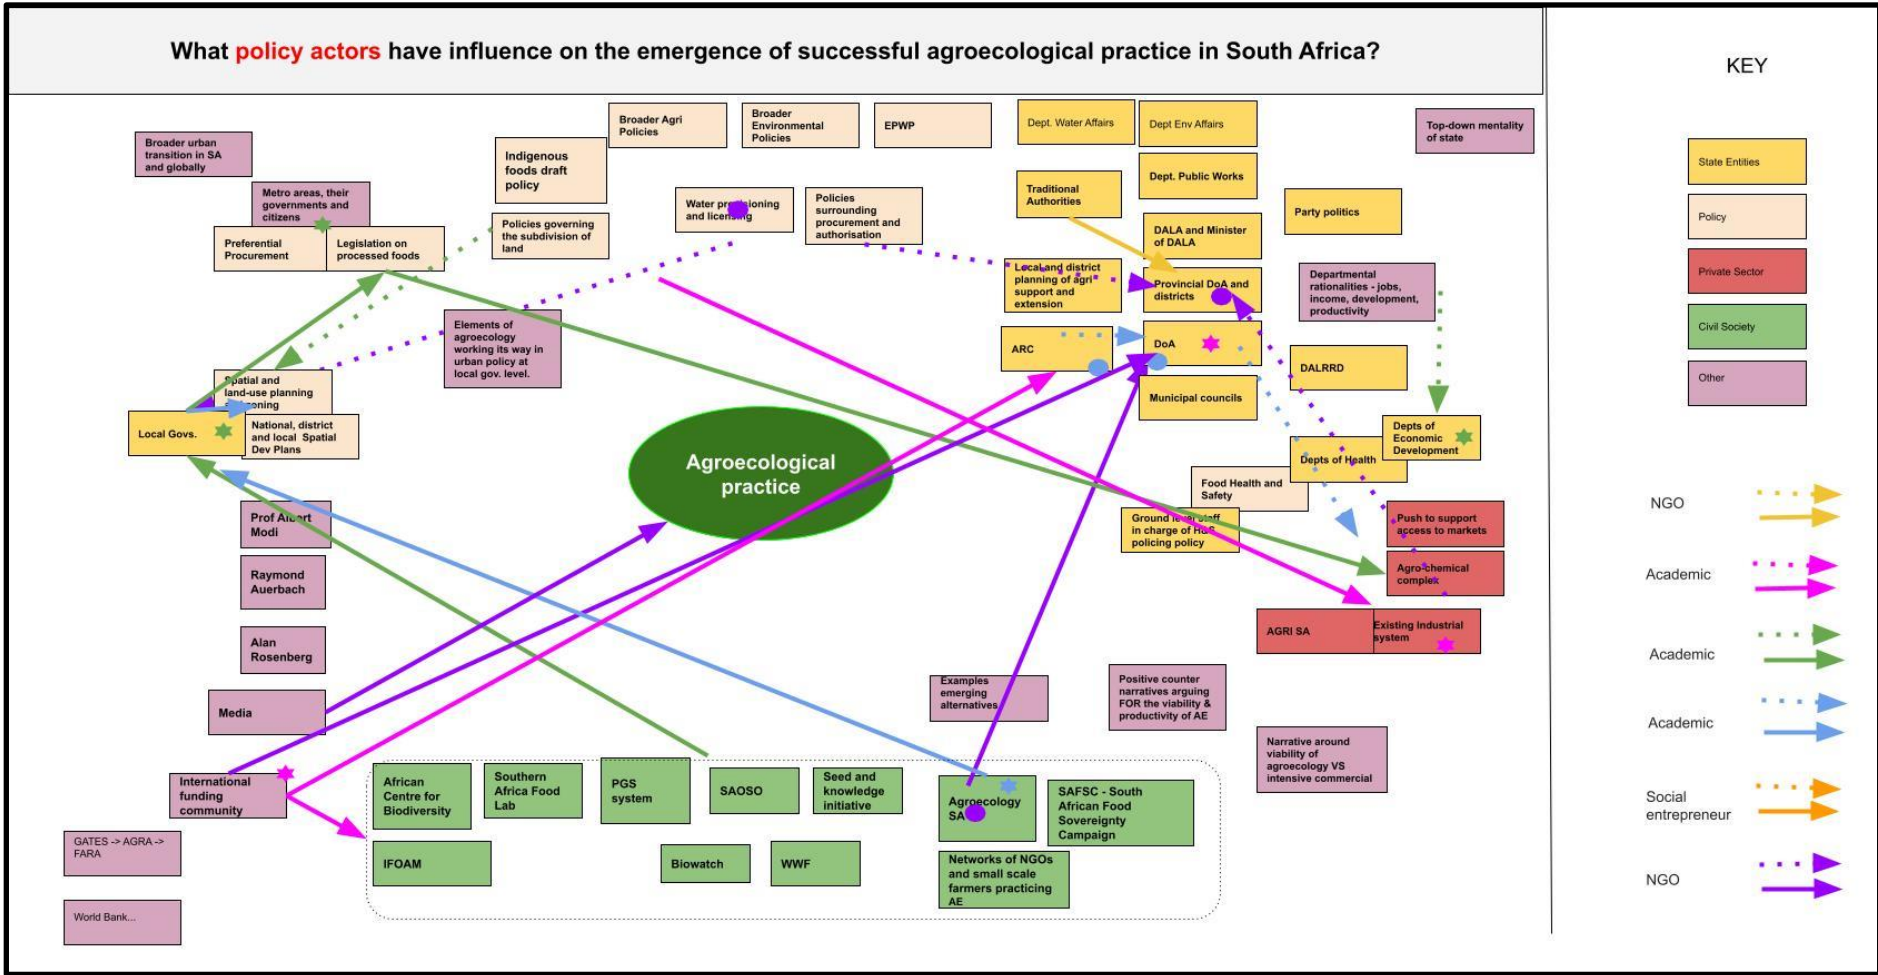 What policy actors have influence on the emergence of successful agroecological practice in South Africa?
KEY
Broader urban
transition in SA
and globally
Metro areas, their
governments and
citizens
Preferential
Procurement
Legislation on
processed foods
Indigenous
foods draft
policy
Policies governing
the subdivision of
land
Broader Agri
Policies
Broader
Environmental
Policies
EPWP
Water provisioning
and licensing
Policies
surrounding
procurement and
authorisation
Dept. Water Affairs
Dept Env Affairs
Dept. Public Works
Traditional
Authorities
DALA and Minister
of DALA
Party politics
Top-down mentality
of state
Local and district
planning of agri
support and
extension
Provincial DoA and
districts
Departmental
rationalities - jobs,
income, development,
productivity
Elements of
agroecology
working its way in
urban policy at
local gov. level.
ARC
DoA
DALRRD
Municipal councils
Spatial and
land-use planning
and zoning
Local Govs.
National, district
and local Spatial
Dev Plans
Agroecological
practice
Depts of
Economic
Development
Depts of Health
Food Health and
Safety
Ground level staff
in charge of H&S
policing policy
Push to support
access to markets
Agro-chemical
complex
AGRI SA
Existing Industrial
system
Prof Albert
Modi
Raymond
Auerbach
Alan
Rosenberg
Media
International
funding
community
GATES -> AGRA ->
FARA
World Bank...
Examples
emerging
alternatives
Positive counter
narratives arguing
FOR the viability &
productivity of AE
Narrative around
viability of
agroecology VS
intensive commercial
African
Centre for
Biodiversity
Southern
Africa Food
Lab
PGS
system
SAOSO
Seed and
knowledge
initiative
Agroecology
SA
SAFSC - South
African Food
Sovereignty
Campaign
IFOAM
Biowatch
WWF
Networks of NGOs
and small scale
farmers practicing
AE
State Entities
Policy
Private Sector
Civil Society
Other
NGO
Academic
Academic
Academic
Social
entrepreneur
NGO